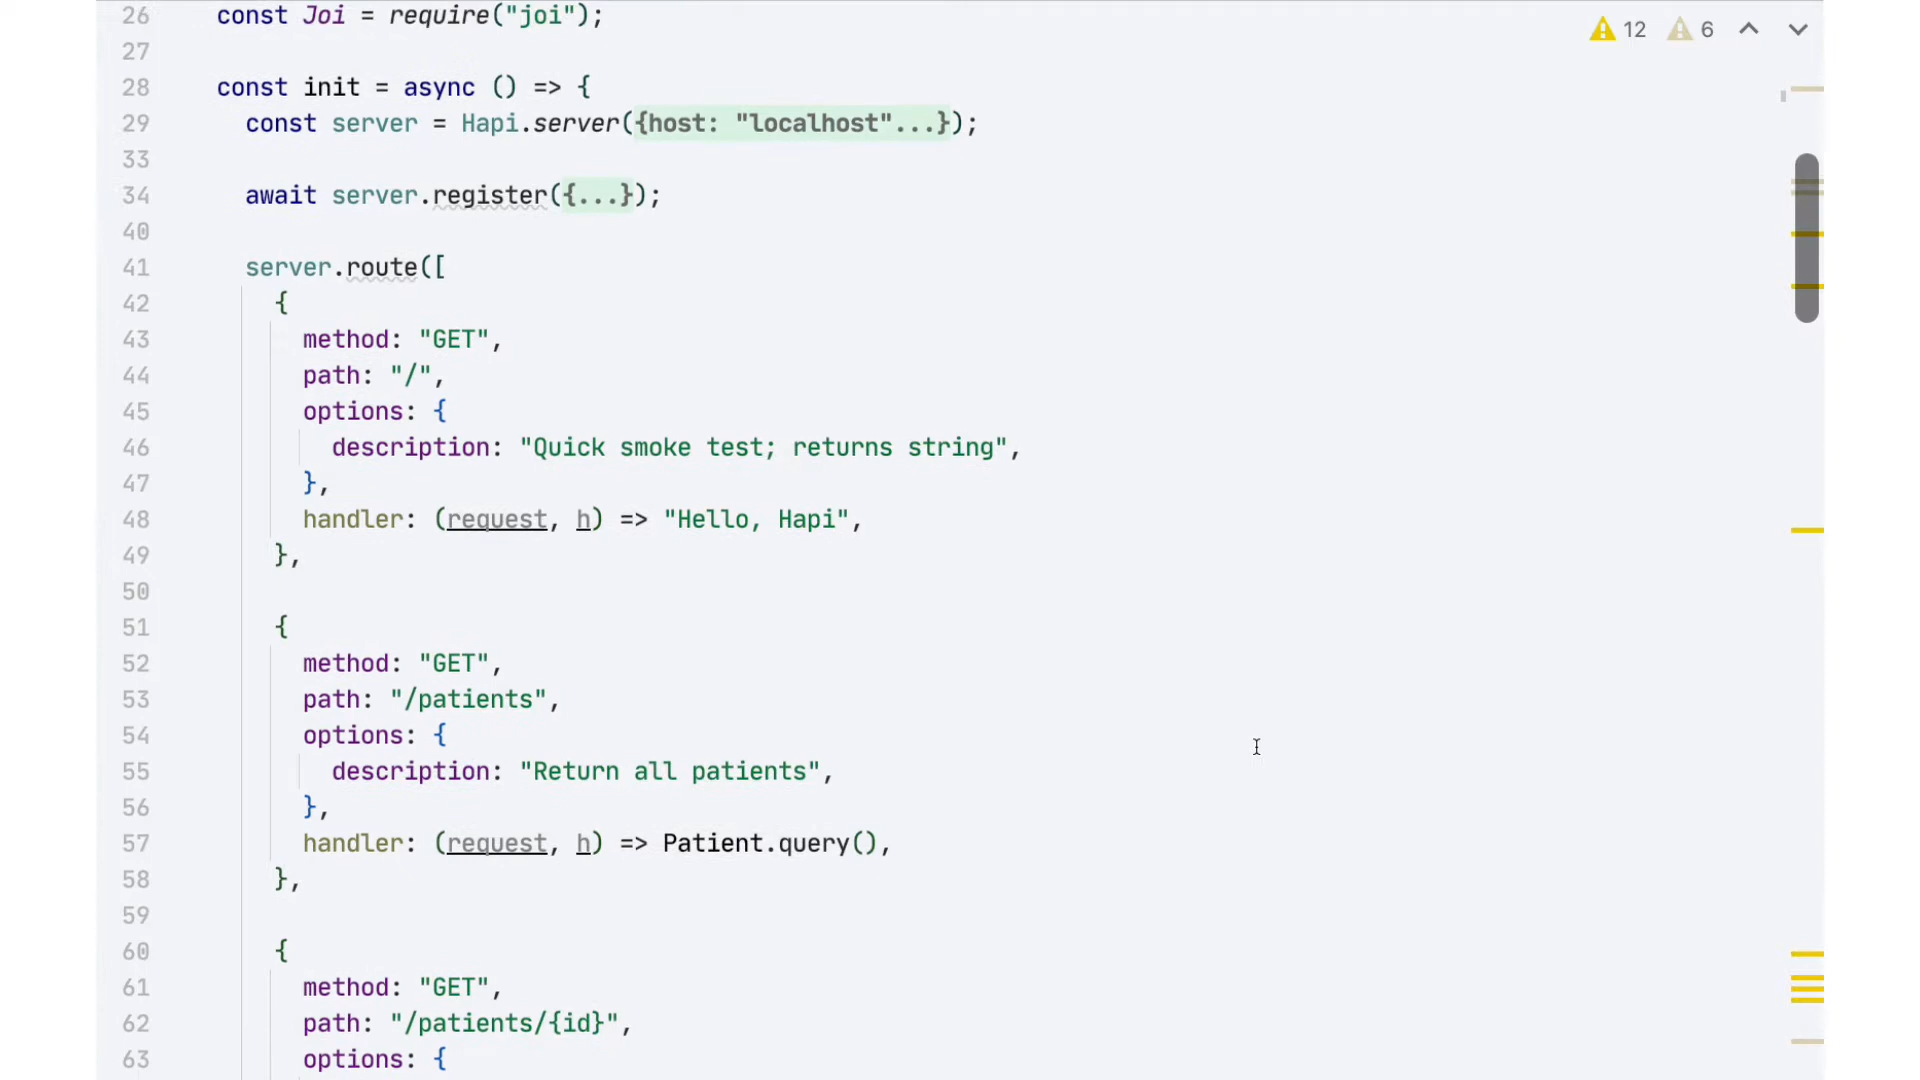 26 const Joi = require("joi");
27
28 const init = async () => {
29 const server = Hapi.server({host: "localhost"...});
33
34 await server.register({...});
40
41 server.route([
42 {
43 method: "GET",
44 path: "/",
45 options: {
46 description: "Quick smoke test; returns string",
47 },
48 handler: (request, h) => "Hello, Hapi",
49 },
50
51 {
52 method: "GET",
53 path: "/patients",
54 options: {
55 description: "Return all patients",
56 },
57 handler: (request, h) => Patient.query(),
58 },
59
60 {
61 method: "GET",
62 path: "/patients/{id}",
63 options: {
12 6